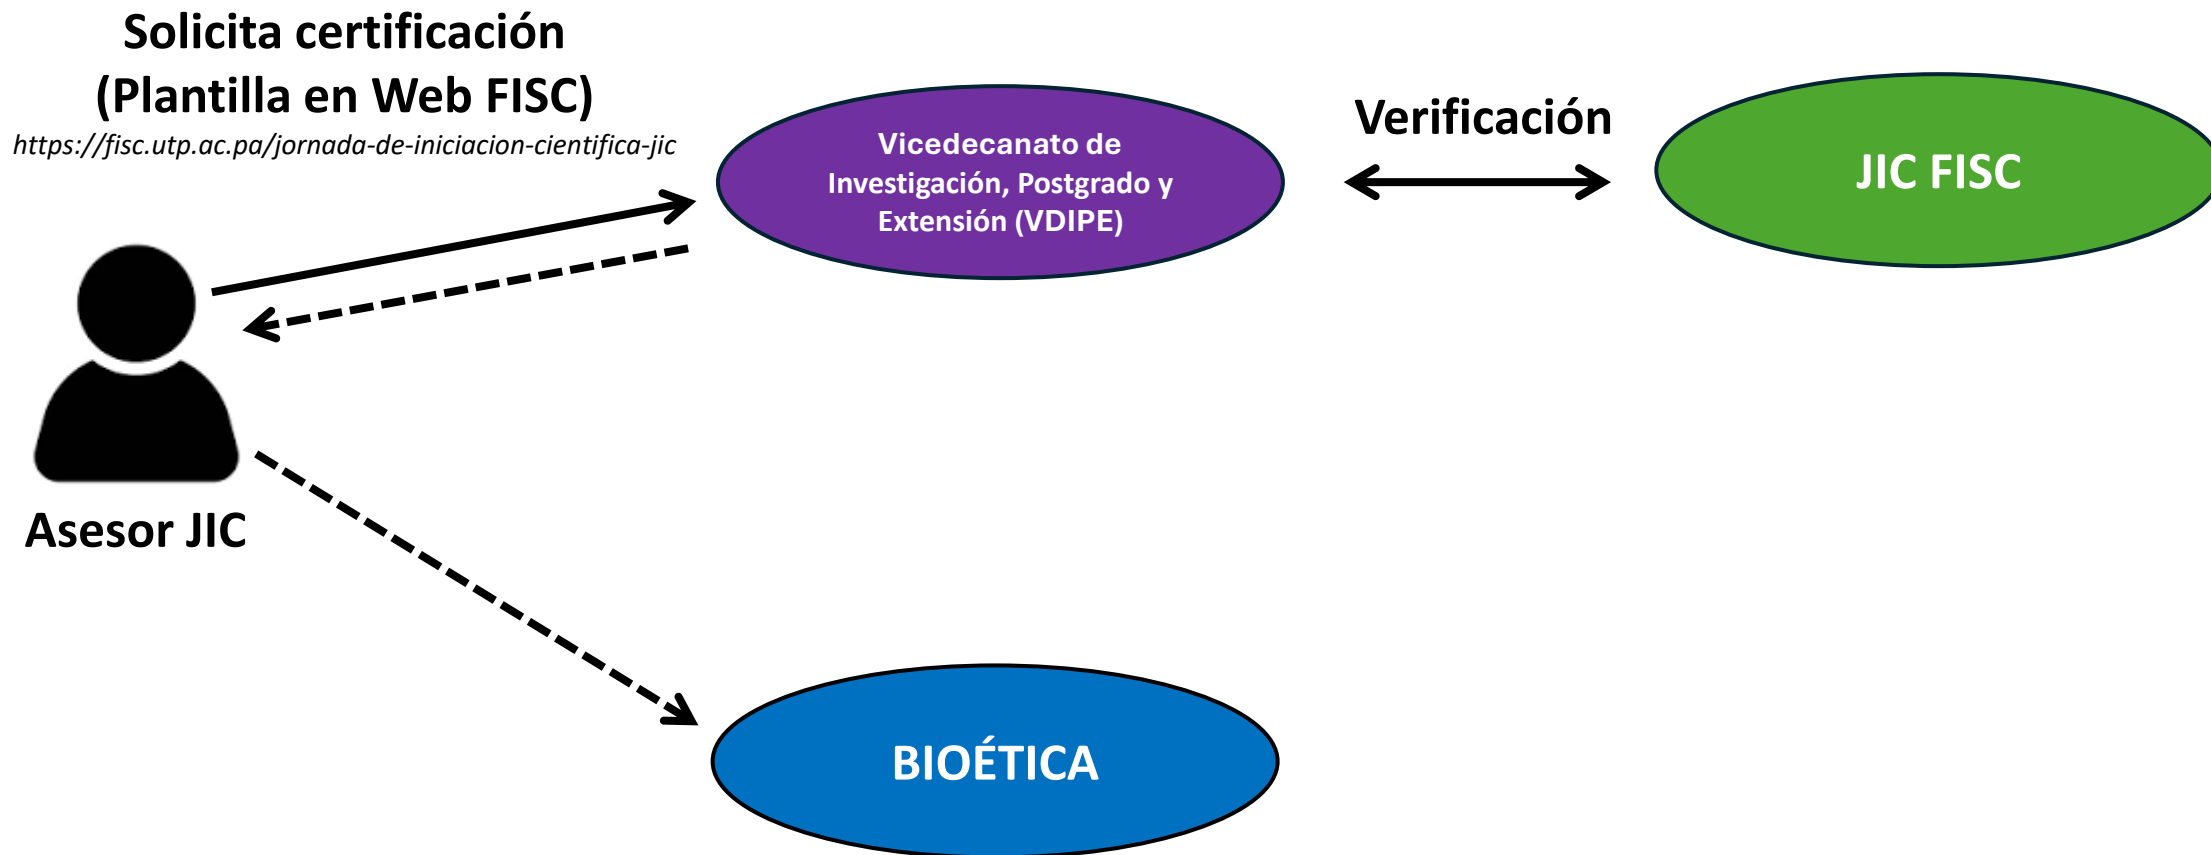 Solicita certificación
(Plantilla en Web FISC)
https://fisc.utp.ac.pa/jornada-de-iniciacion-cientifica-jic
Vicedecanato de
Investigación, Postgrado y
Extensión (VDIPE)
Verificación
JIC FISC
Asesor JIC
BIOÉTICA